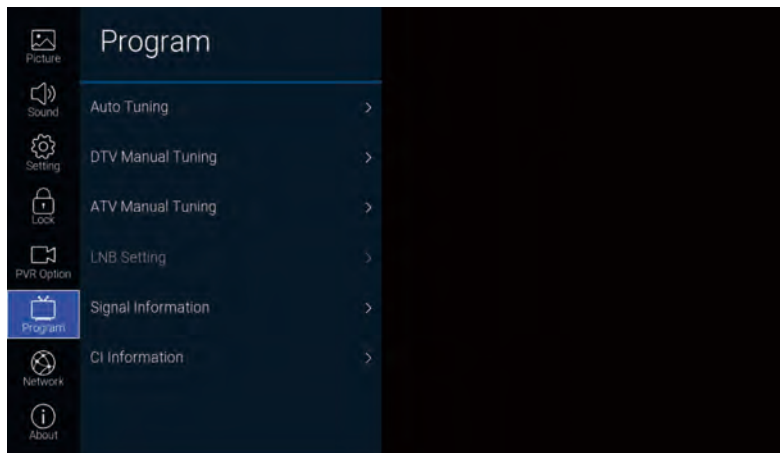 Picture
Sound
Setting
Lock
PVR Option
Program
Network
About
Program
Auto Tuning
DTV Manual Tuning
ATV Manual Tuning
LNB Setting
Signal Information
CI Information